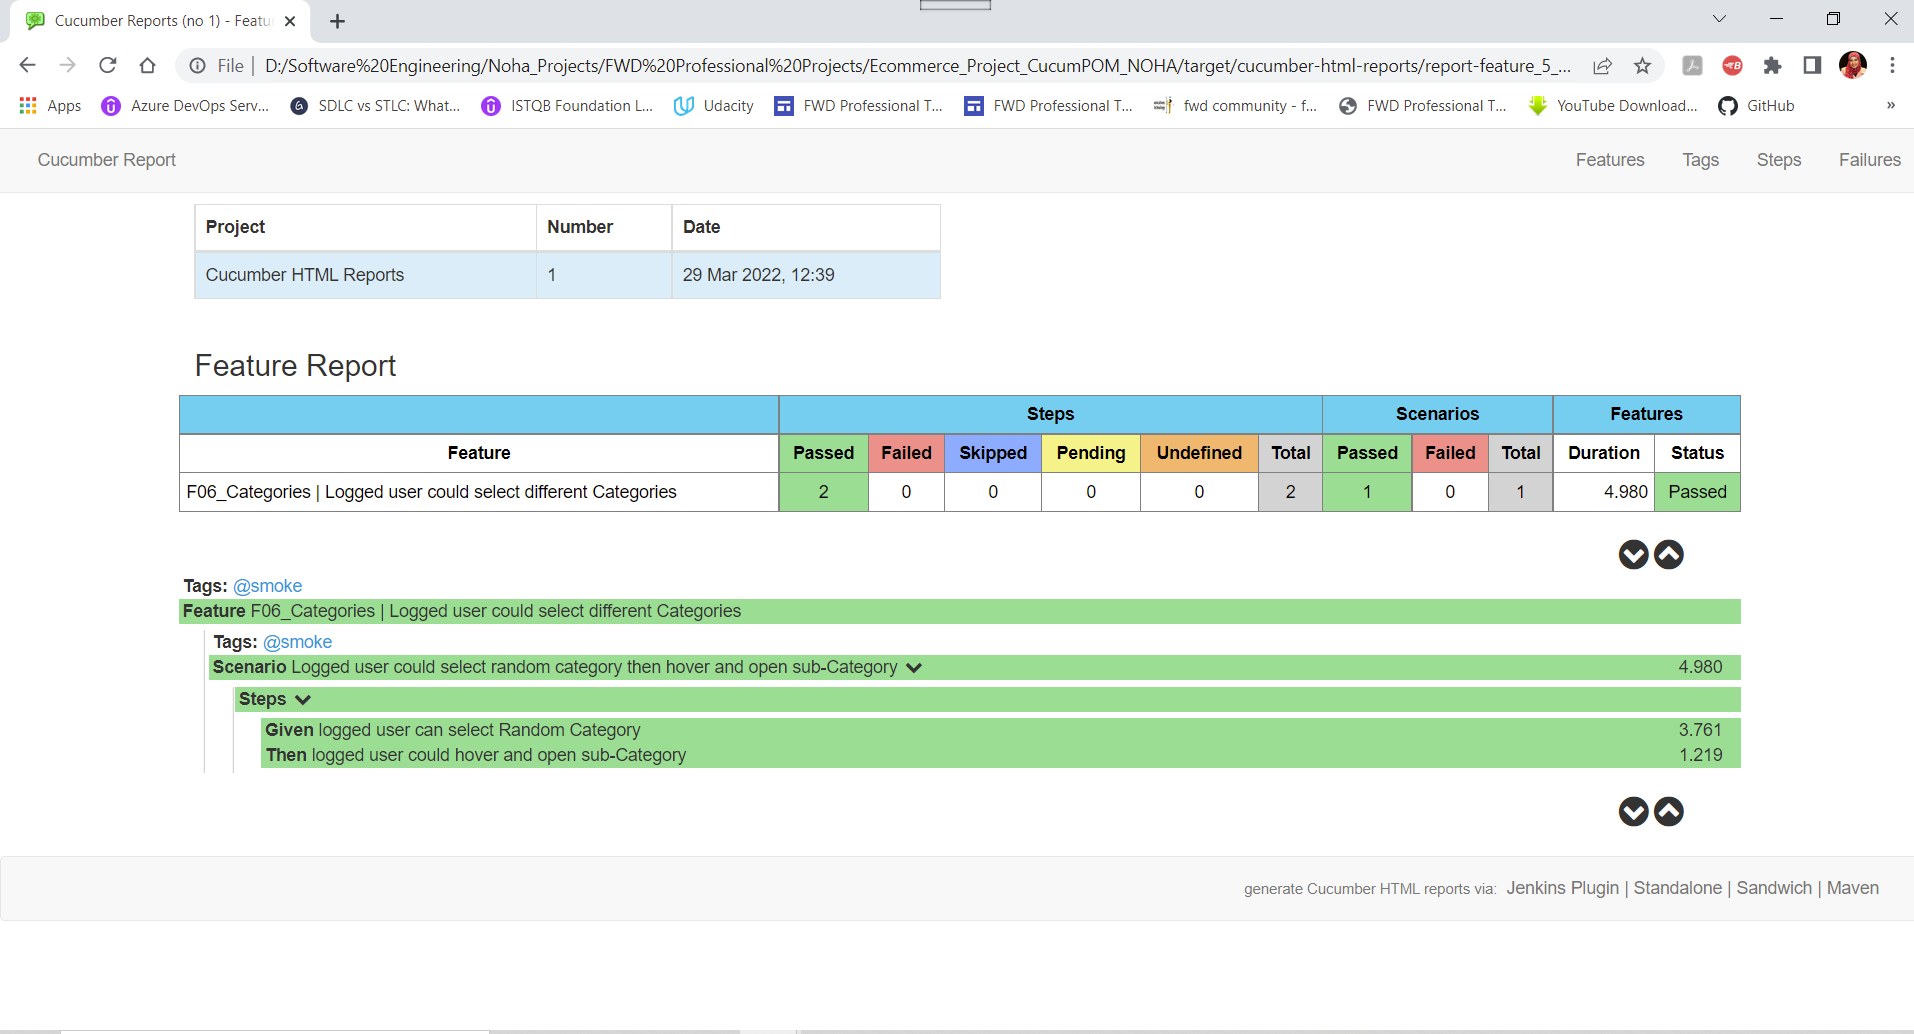 Cucumber Reports (no 1) - Featu
File | D:/Software%20Engineering/Noha_Projects/FWD%20Professional%20Projects/Ecommerce_Project_CucumPOM_NOHA/target/cucumber-html-reports/report-feature_5_...
Apps Azure DevOps Serv... SDLC vs STLC: What... ISTQB Foundation L... Udacity FWD Professional T... FWD Professional T... fwd community - f... FWD Professional T... YouTube Download... GitHub »
Cucumber Report Features Tags Steps Failures
Project Number Date
Cucumber HTML Reports 1 29 Mar 2022, 12:39
Feature Report
Steps Scenarios Features
Feature Passed Failed Skipped Pending Undefined Total Passed Failed Total Duration Status
F06_Categories | Logged user could select different Categories 2 0 0 0 0 2 1 0 1 4.980 Passed
Tags: @smoke
Feature F06_Categories | Logged user could select different Categories
Tags: @smoke
Scenario Logged user could select random category then hover and open sub-Category 4.980
Steps
Given logged user can select Random Category 3.761
Then logged user could hover and open sub-Category 1.219
generate Cucumber HTML reports via: Jenkins Plugin | Standalone | Sandwich | Maven